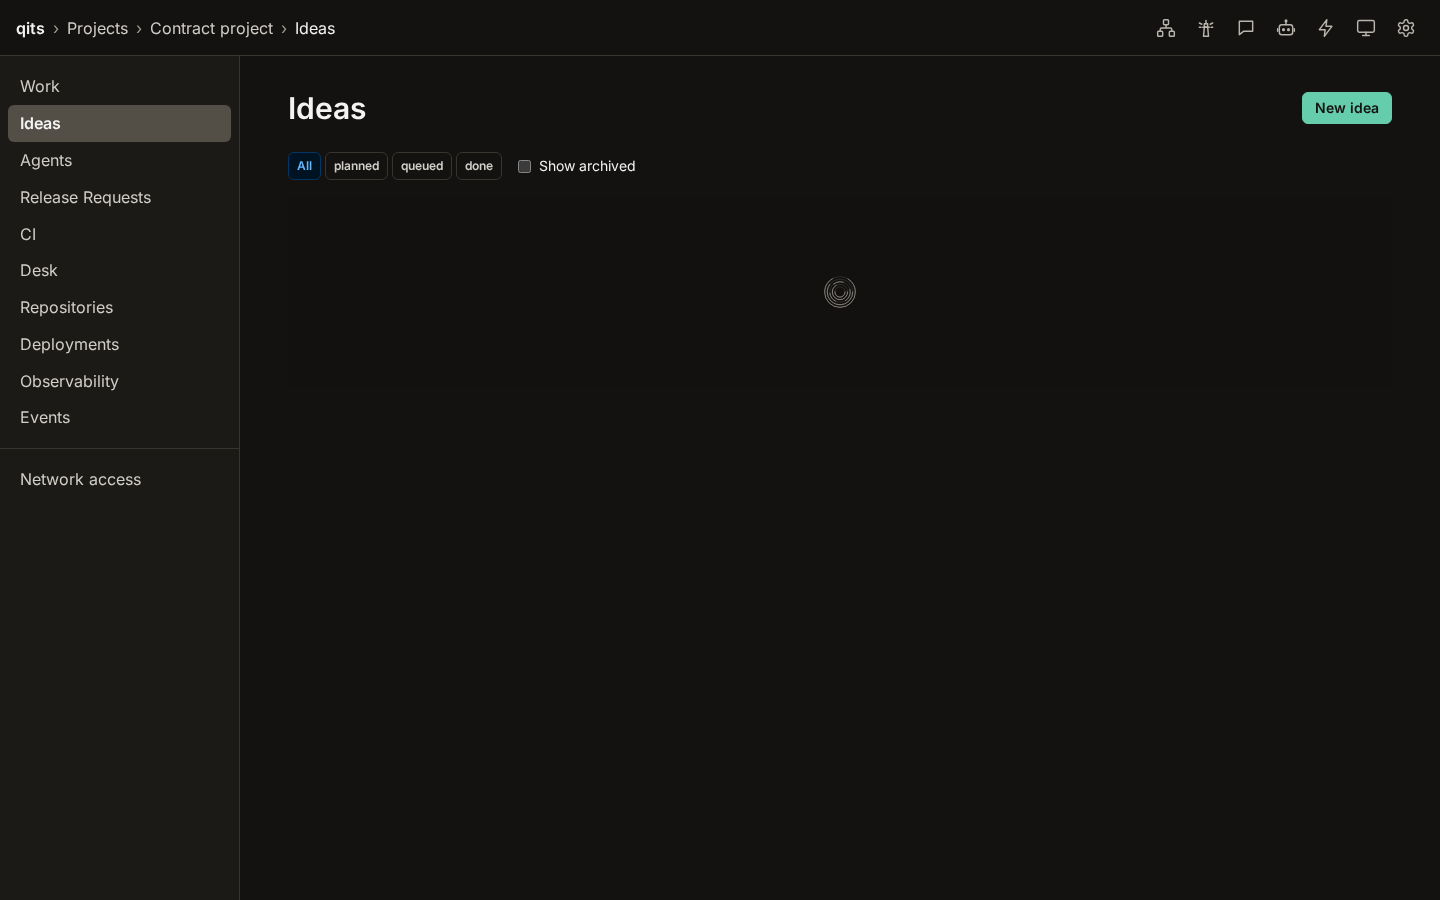 qits › Projects › Contract project › Ideas
Work
Ideas
Agents
Release Requests
CI
Desk
Repositories
Deployments
Observability
Events
Network access
Ideas
New idea
All planned queued done Show archived